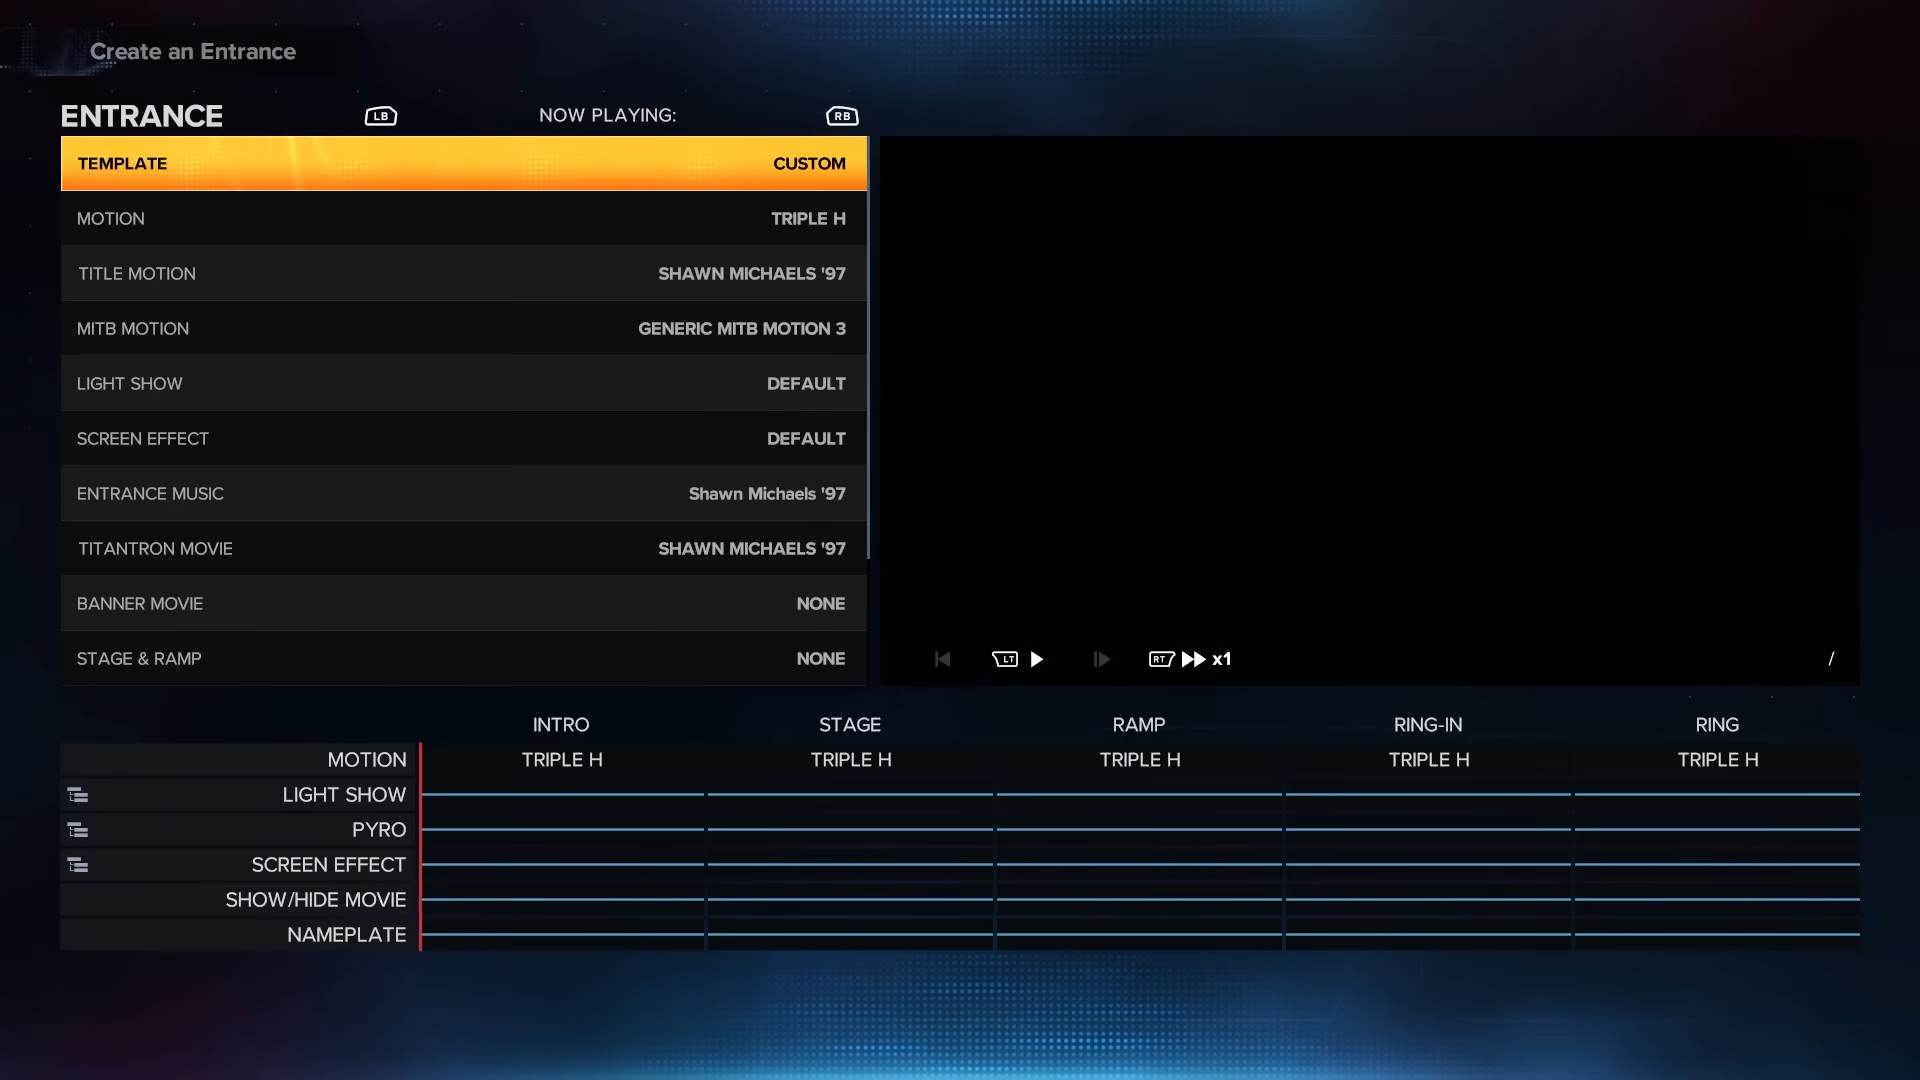 Create an Entrance
ENTRANCE LB NOW PLAYING: RB
TEMPLATE CUSTOM
MOTION TRIPLE H
TITLE MOTION SHAWN MICHAELS '97
MITB MOTION GENERIC MITB MOTION 3
LIGHT SHOW DEFAULT
SCREEN EFFECT DEFAULT
ENTRANCE MUSIC Shawn Michaels '97
TITANTRON MOVIE SHAWN MICHAELS '97
BANNER MOVIE NONE
STAGE & RAMP NONE
LT RT x1 /
INTRO STAGE RAMP RING-IN RING
MOTION TRIPLE H TRIPLE H TRIPLE H TRIPLE H TRIPLE H
LIGHT SHOW
PYRO
SCREEN EFFECT
SHOW/HIDE MOVIE
NAMEPLATE